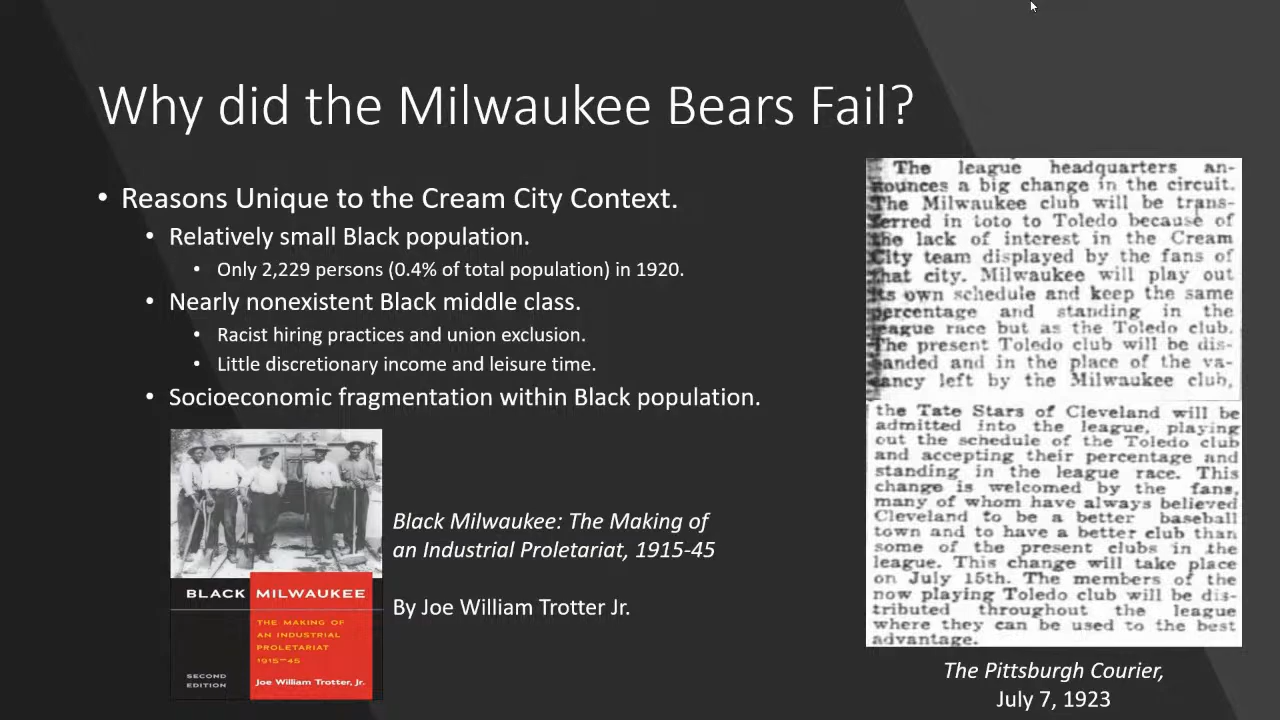 Why did the Milwaukee Bears Fail?
• Reasons Unique to the Cream City Context.
• Relatively small Black population.
• Only 2,229 persons (0.4% of total population) in 1920.
• Nearly nonexistent Black middle class.
• Racist hiring practices and union exclusion.
• Little discretionary income and leisure time.
• Socioeconomic fragmentation within Black population.
BLACK MILWAUKEE
THE MAKING OF
AN INDUSTRIAL
PROLETARIAT
1915–45
SECOND
EDITION
Joe William Trotter, Jr.
Black Milwaukee: The Making of
an Industrial Proletariat, 1915-45
By Joe William Trotter Jr.
The league headquarters an-
nounces a big change in the circuit.
The Milwaukee club will be trans-
ferred in toto to Toledo because of
the lack of interest in the Cream
City team displayed by the fans of
that city. Milwaukee will play out
its own schedule and keep the same
percentage and standing in the
league race but as the Toledo club.
The present Toledo club will be dis-
banded and in the place of the va-
cancy left by the Milwaukee club,
the Tate Stars of Cleveland will be
admitted into the league, playing
out the schedule of the Toledo club
and accepting their percentage and
standing in the league race. This
change is welcomed by the fans,
many of whom have always believed
Cleveland to be a better baseball
town and to have a better club than
some of the present clubs in the
league. This change will take place
on July 15th. The members of the
now playing Toledo club will be dis-
tributed throughout the league
where they can be used to the best
advantage.
The Pittsburgh Courier,
July 7, 1923